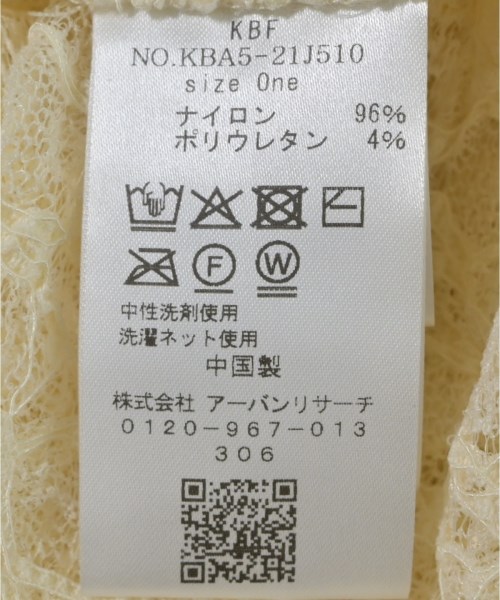 KBF
NO.KBA5-21J510
size One
ナイロン 96%
ポリウレタン 4%
F W
中性洗剤使用
洗濯ネット使用
中国製
株式会社 アーバンリサーチ
0120-967-013
306